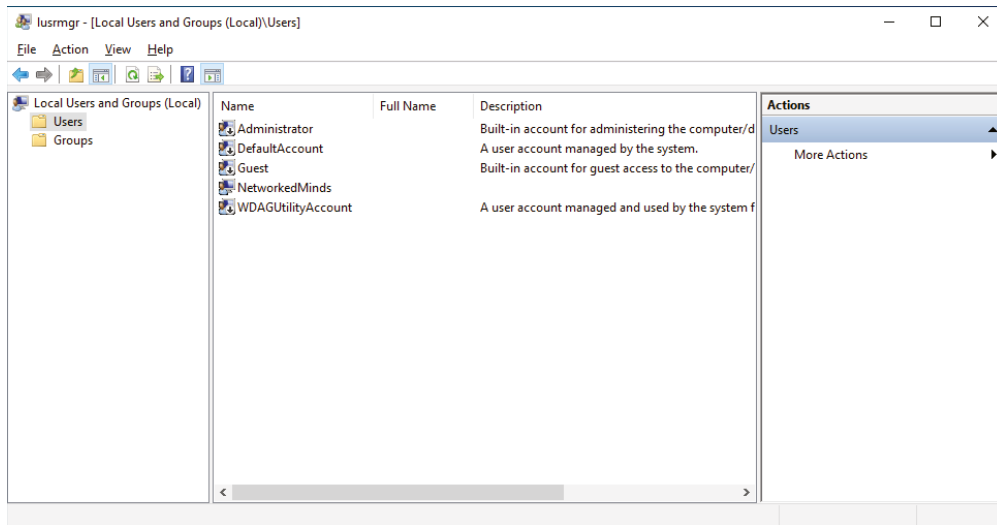 lusrmgr - [Local Users and Groups (Local)\Users]
File Action View Help
Local Users and Groups (Local)
Users
Groups
Name Full Name Description
Administrator Built-in account for administering the computer/d
DefaultAccount A user account managed by the system.
Guest Built-in account for guest access to the computer/
NetworkedMinds
WDAGUtilityAccount A user account managed and used by the system f
Actions
Users
More Actions